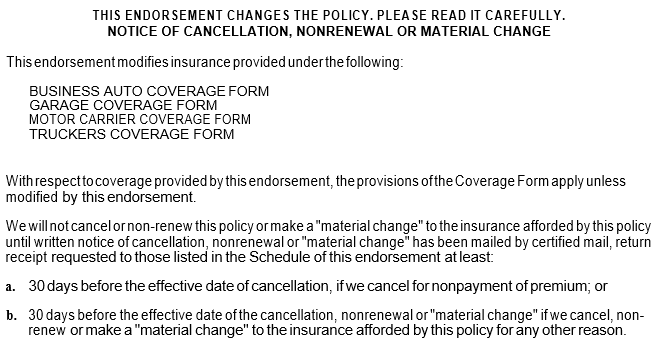 THIS ENDORSEMENT CHANGES THE POLICY. PLEASE READ IT CAREFULLY.
NOTICE OF CANCELLATION, NONRENEWAL OR MATERIAL CHANGE
This endorsement modifies insurance provided under the following:
BUSINESS AUTO COVERAGE FORM
GARAGE COVERAGE FORM
MOTOR CARRIER COVERAGE FORM
TRUCKERS COVERAGE FORM
With respect to coverage provided by this endorsement, the provisions of the Coverage Form apply unless
modified by this endorsement.
We will not cancel or non-renew this policy or make a "material change" to the insurance afforded by this policy
until written notice of cancellation, nonrenewal or "material change" has been mailed by certified mail, return
receipt requested to those listed in the Schedule of this endorsement at least:
a. 30 days before the effective date of cancellation, if we cancel for nonpayment of premium; or
b. 30 days before the effective date of the cancellation, nonrenewal or "material change" if we cancel, non-
renew or make a "material change" to the insurance afforded by this policy for any other reason.